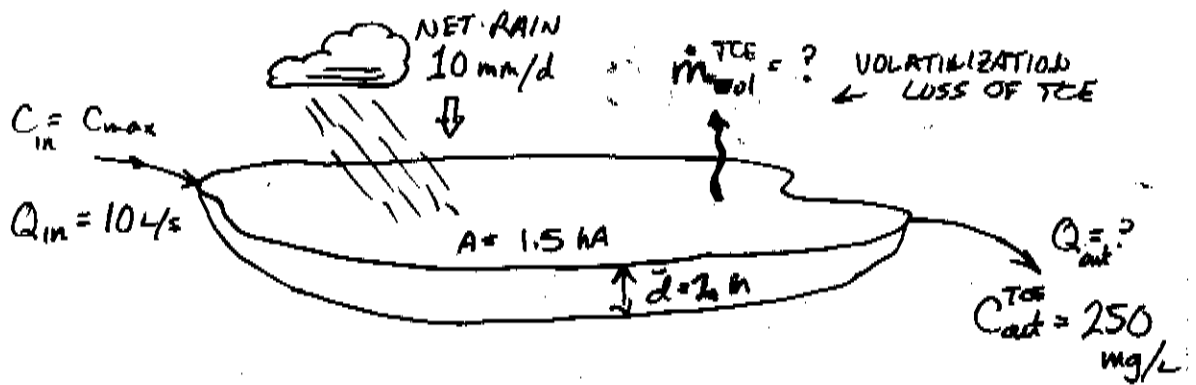 NET RAIN
10 mm/d
ṁ vol TCE = ?
VOLATILIZATION
LOSS OF TCE
C in = Cmax
Q in = 10 L/s
A = 1.5 hA
d̄ = 2 m
Q out = ?
C out TCE = 250
mg/L